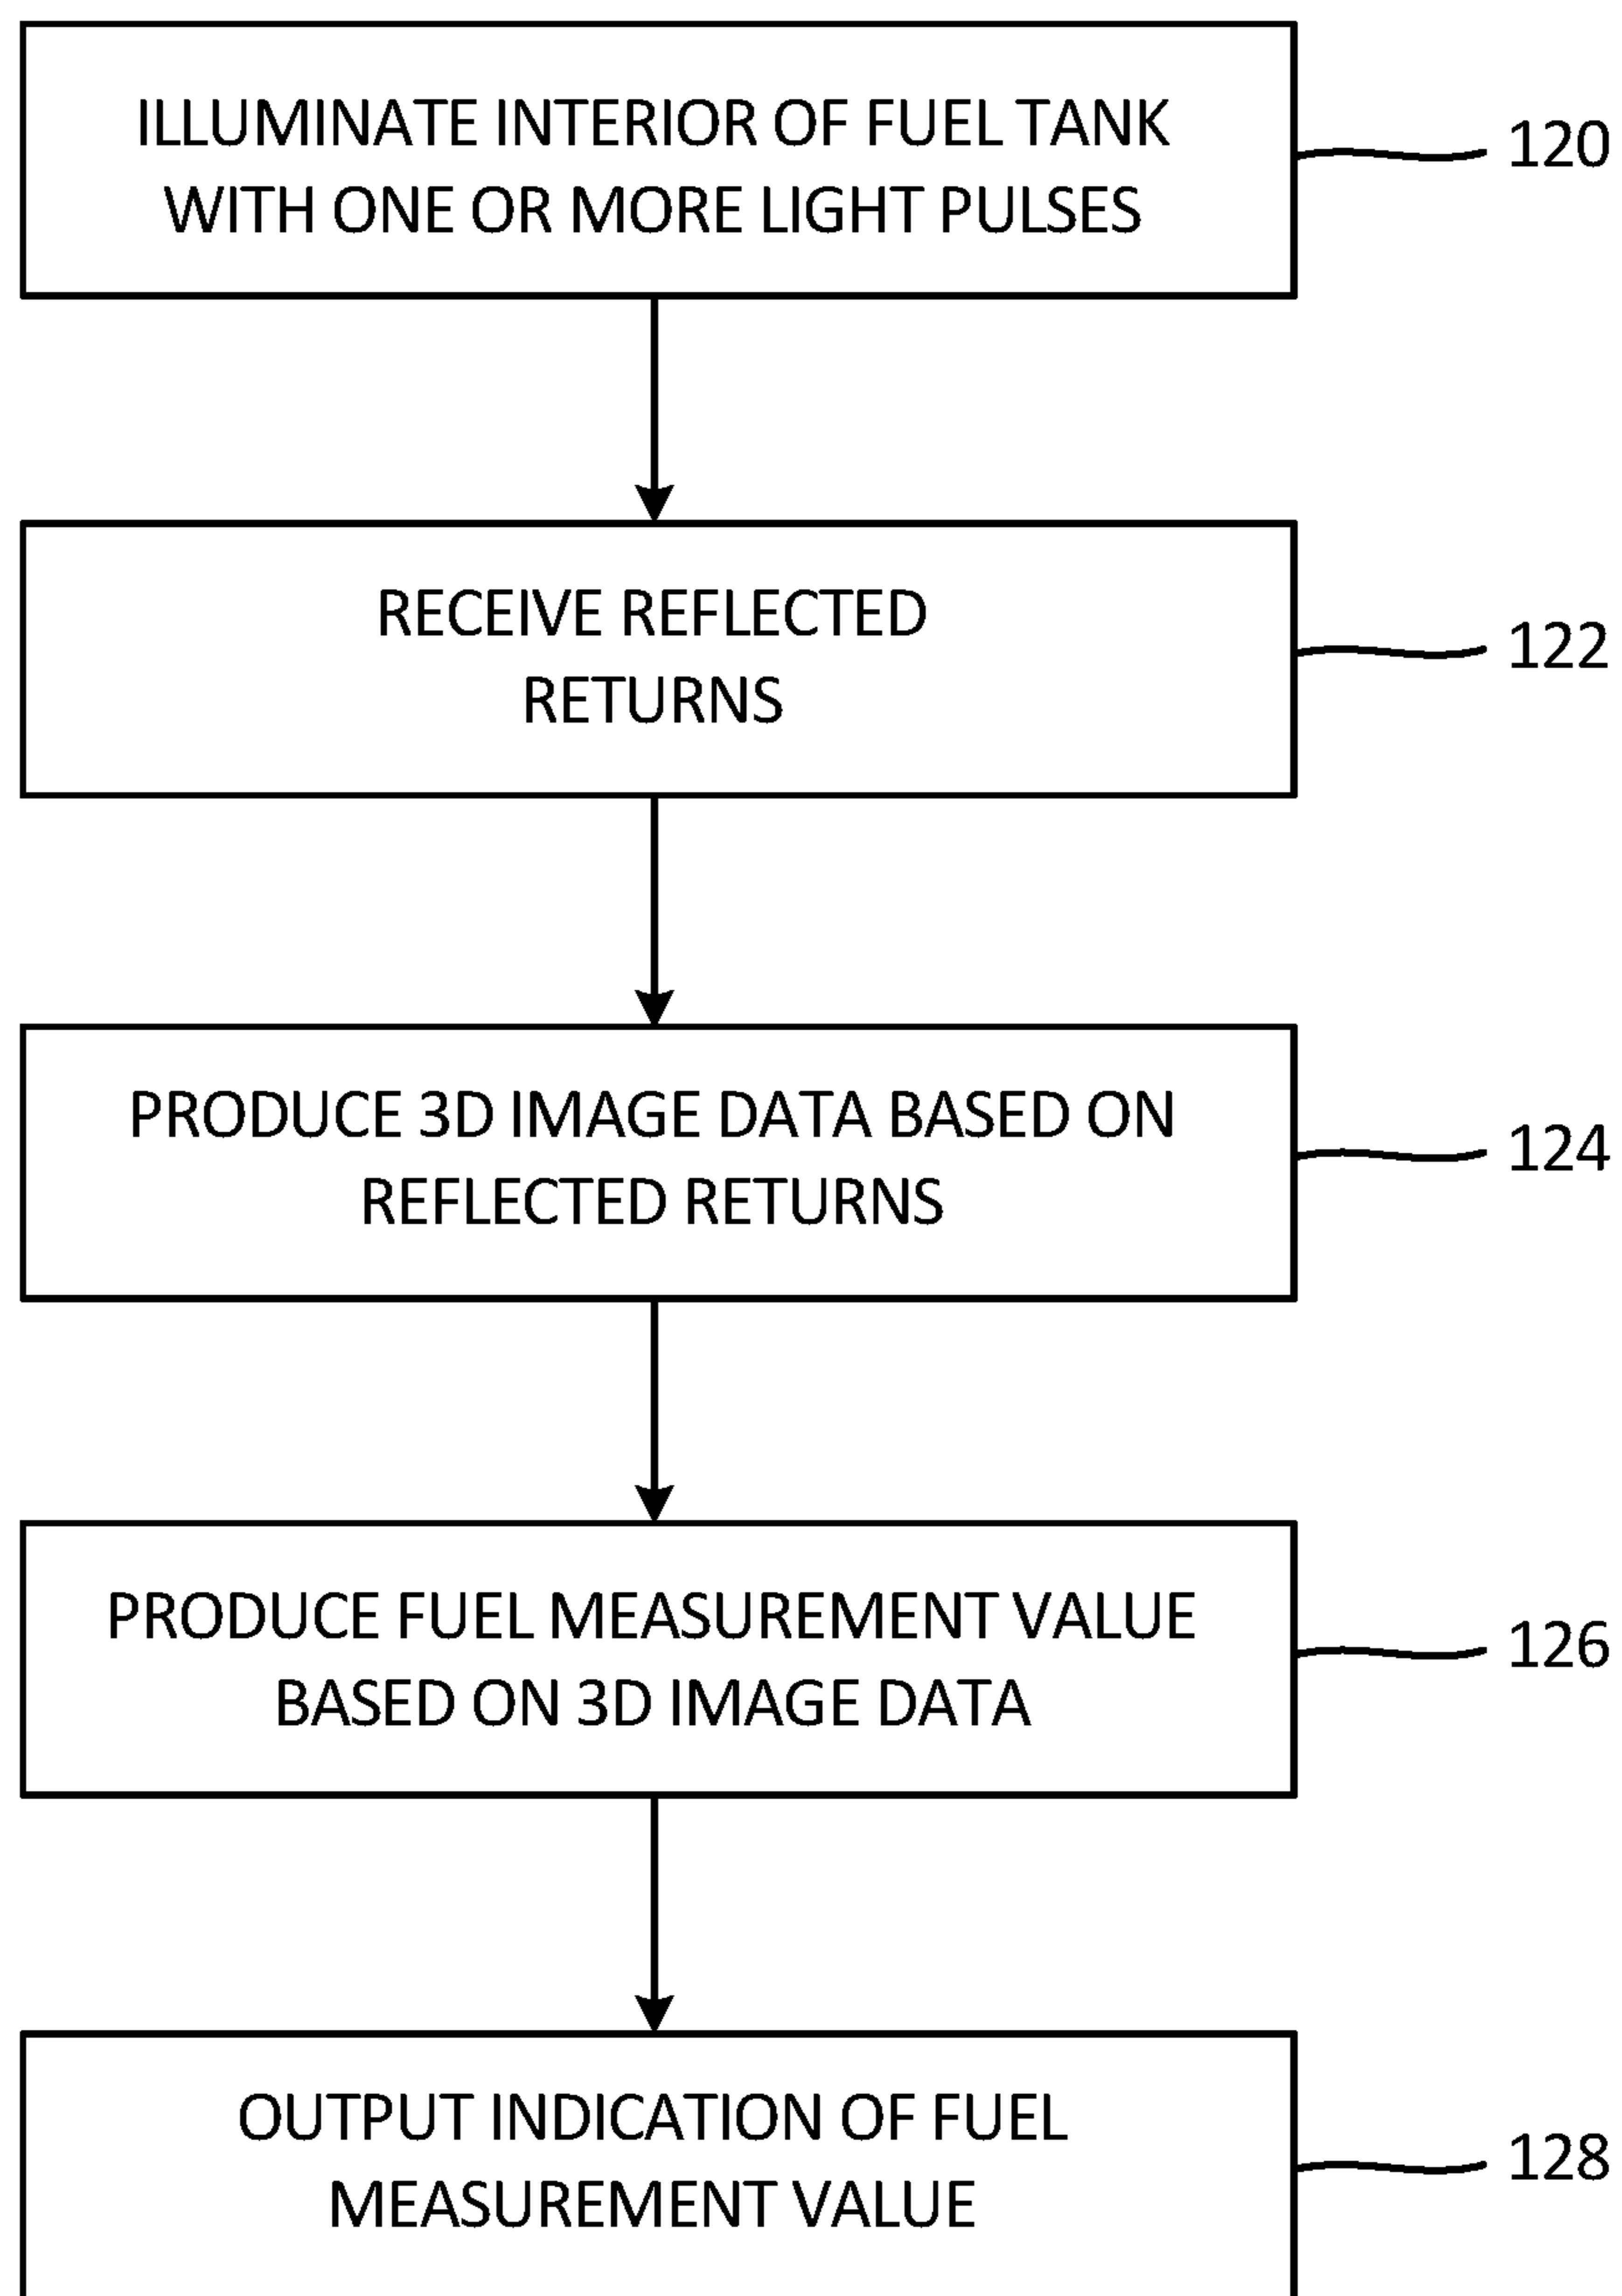 ILLUMINATE INTERIOR OF FUEL TANK
WITH ONE OR MORE LIGHT PULSES
120
RECEIVE REFLECTED
RETURNS
122
PRODUCE 3D IMAGE DATA BASED ON
REFLECTED RETURNS
124
PRODUCE FUEL MEASUREMENT VALUE
BASED ON 3D IMAGE DATA
126
OUTPUT INDICATION OF FUEL
MEASUREMENT VALUE
128